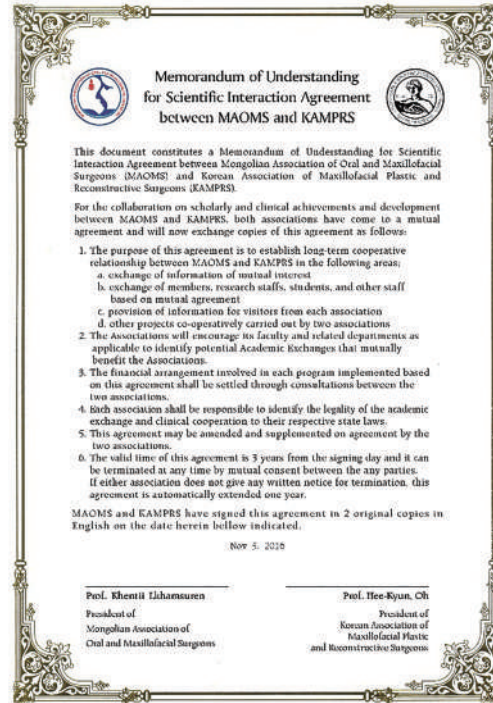 Memorandum of Understanding
for Scientific Interaction Agreement
between MAOMS and KAMPRS
This document constitutes a Memorandum of Understanding for Scientific
Interaction Agreement between Mongolian Association of Oral and Maxillofacial
Surgeons (MAOMS) and Korean Association of Maxillofacial Plastic and
Reconstructive Surgeons (KAMPRS).
For the collaboration on scholarly and clinical achievements and development
between MAOMS and KAMPRS, both associations have come to a mutual
agreement and will now exchange copies of this agreement as follows:
1. The purpose of this agreement is to establish long-term cooperative
relationship between MAOMS and KAMPRS in the following areas;
a. exchange of information of mutual interest
b. exchange of members, research staffs, students, and other staff
based on mutual agreement
c. provision of information for visitors from each association
d. other projects co-operatively carried out by two associations
2. The Associations will encourage its faculty and related departments as
applicable to identify potential Academic Exchanges that mutually
benefit the Associations.
3. The financial arrangement involved in each program implemented based
on this agreement shall be settled through consultations between the
two associations.
4. Each association shall be responsible to identify the legality of the academic
exchange and clinical cooperation to their respective state laws.
5. This agreement may be amended and supplemented on agreement by the
two associations.
6. The valid time of this agreement is 3 years from the signing day and it can
be terminated at any time by mutual consent between the any parties.
If either association does not give any written notice for termination, this
agreement is automatically extended one year.
MAOMS and KAMPRS have signed this agreement in 2 original copies in
English on the date herein bellow indicated.
Nov 5, 2016
Prof. Khentii
Prof. Hee-Kyun, Oh
President of
Mongolian Association of
Oral and Maxillofacial Surgeons
President of
Korean Association of
Maxillofacial Plastic
and Reconstructive Surgeons